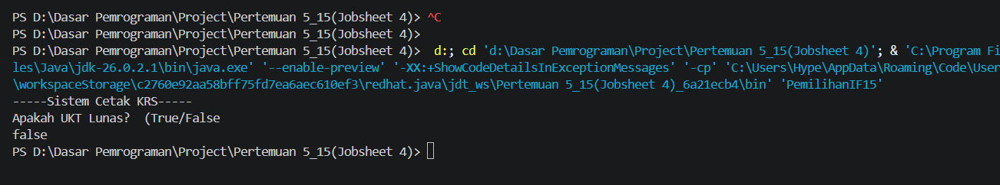 PS D:\Dasar Pemrograman\Project\Pertemuan 5_15(Jobsheet 4)> ^C
PS D:\Dasar Pemrograman\Project\Pertemuan 5_15(Jobsheet 4)>
PS D:\Dasar Pemrograman\Project\Pertemuan 5_15(Jobsheet 4)>  d:; cd 'd:\Dasar Pemrograman\Project\Pertemuan 5_15(Jobsheet 4)'; & 'C:\Program Fi
les\Java\jdk-26.0.2.1\bin\java.exe' '--enable-preview' '-XX:+ShowCodeDetailsInExceptionMessages' '-cp' 'C:\Users\Hype\AppData\Roaming\Code\User
\workspaceStorage\c2760e92aa58bff75fd7ea6aec610ef3\redhat.java\jdt_ws\Pertemuan 5_15(Jobsheet 4)_6a21ecb4\bin' 'PemilihanIF15'
-----Sistem Cetak KRS-----
Apakah UKT Lunas?  (True/False
false
PS D:\Dasar Pemrograman\Project\Pertemuan 5_15(Jobsheet 4)>